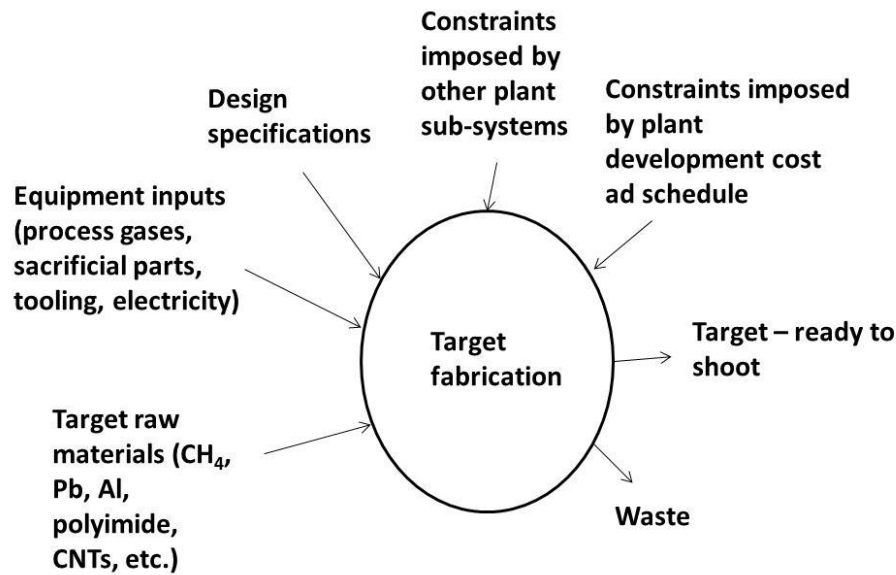 Constraints
imposed by
other plant
sub-systems
Design
specifications
Constraints imposed
by plant
development cost
ad schedule
Equipment inputs
(process gases,
sacrificial parts,
tooling, electricity)
Target
fabrication
Target – ready to
shoot
Target raw
materials (CH₄,
Pb, Al,
polyimide,
CNTs, etc.)
Waste